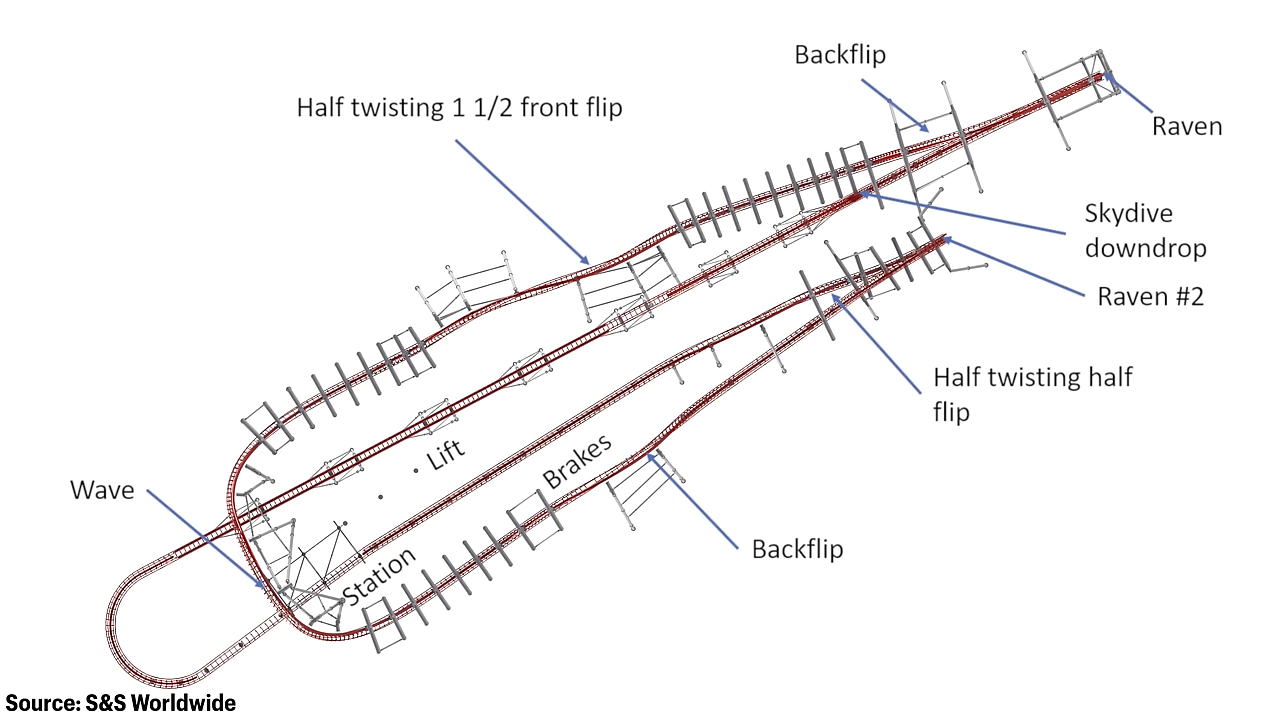 Backflip
Half twisting 1 1/2 front flip
Raven
Skydive
downdrop
Raven #2
Half twisting half
flip
Lift
Brakes
Wave
Backflip
Station
Source: S&S Worldwide